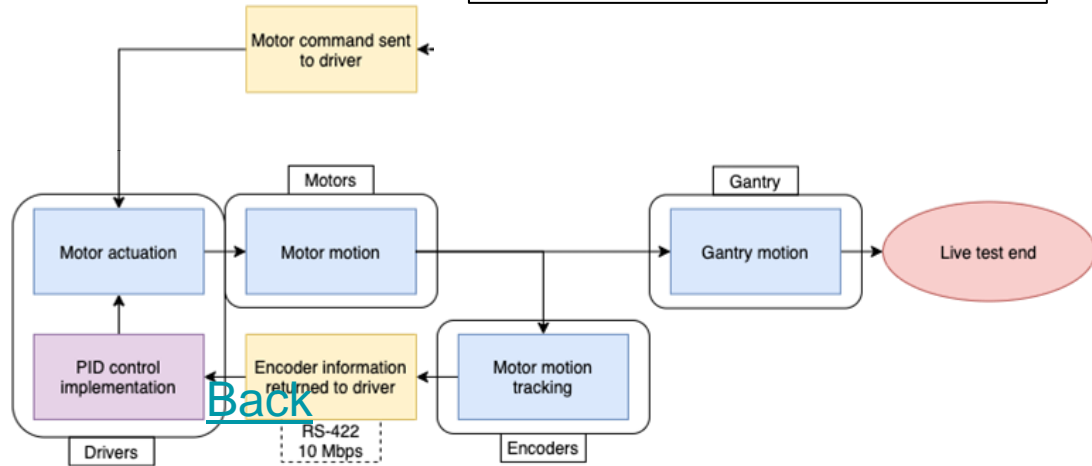 Motor command sent
to driver
Motors
Gantry
Motor actuation
Motor motion
Gantry motion
Live test end
PID control
implementation
Encoder information
returned to driver
Motor motion
tracking
Back
RS-422
10 Mbps
Drivers
Encoders